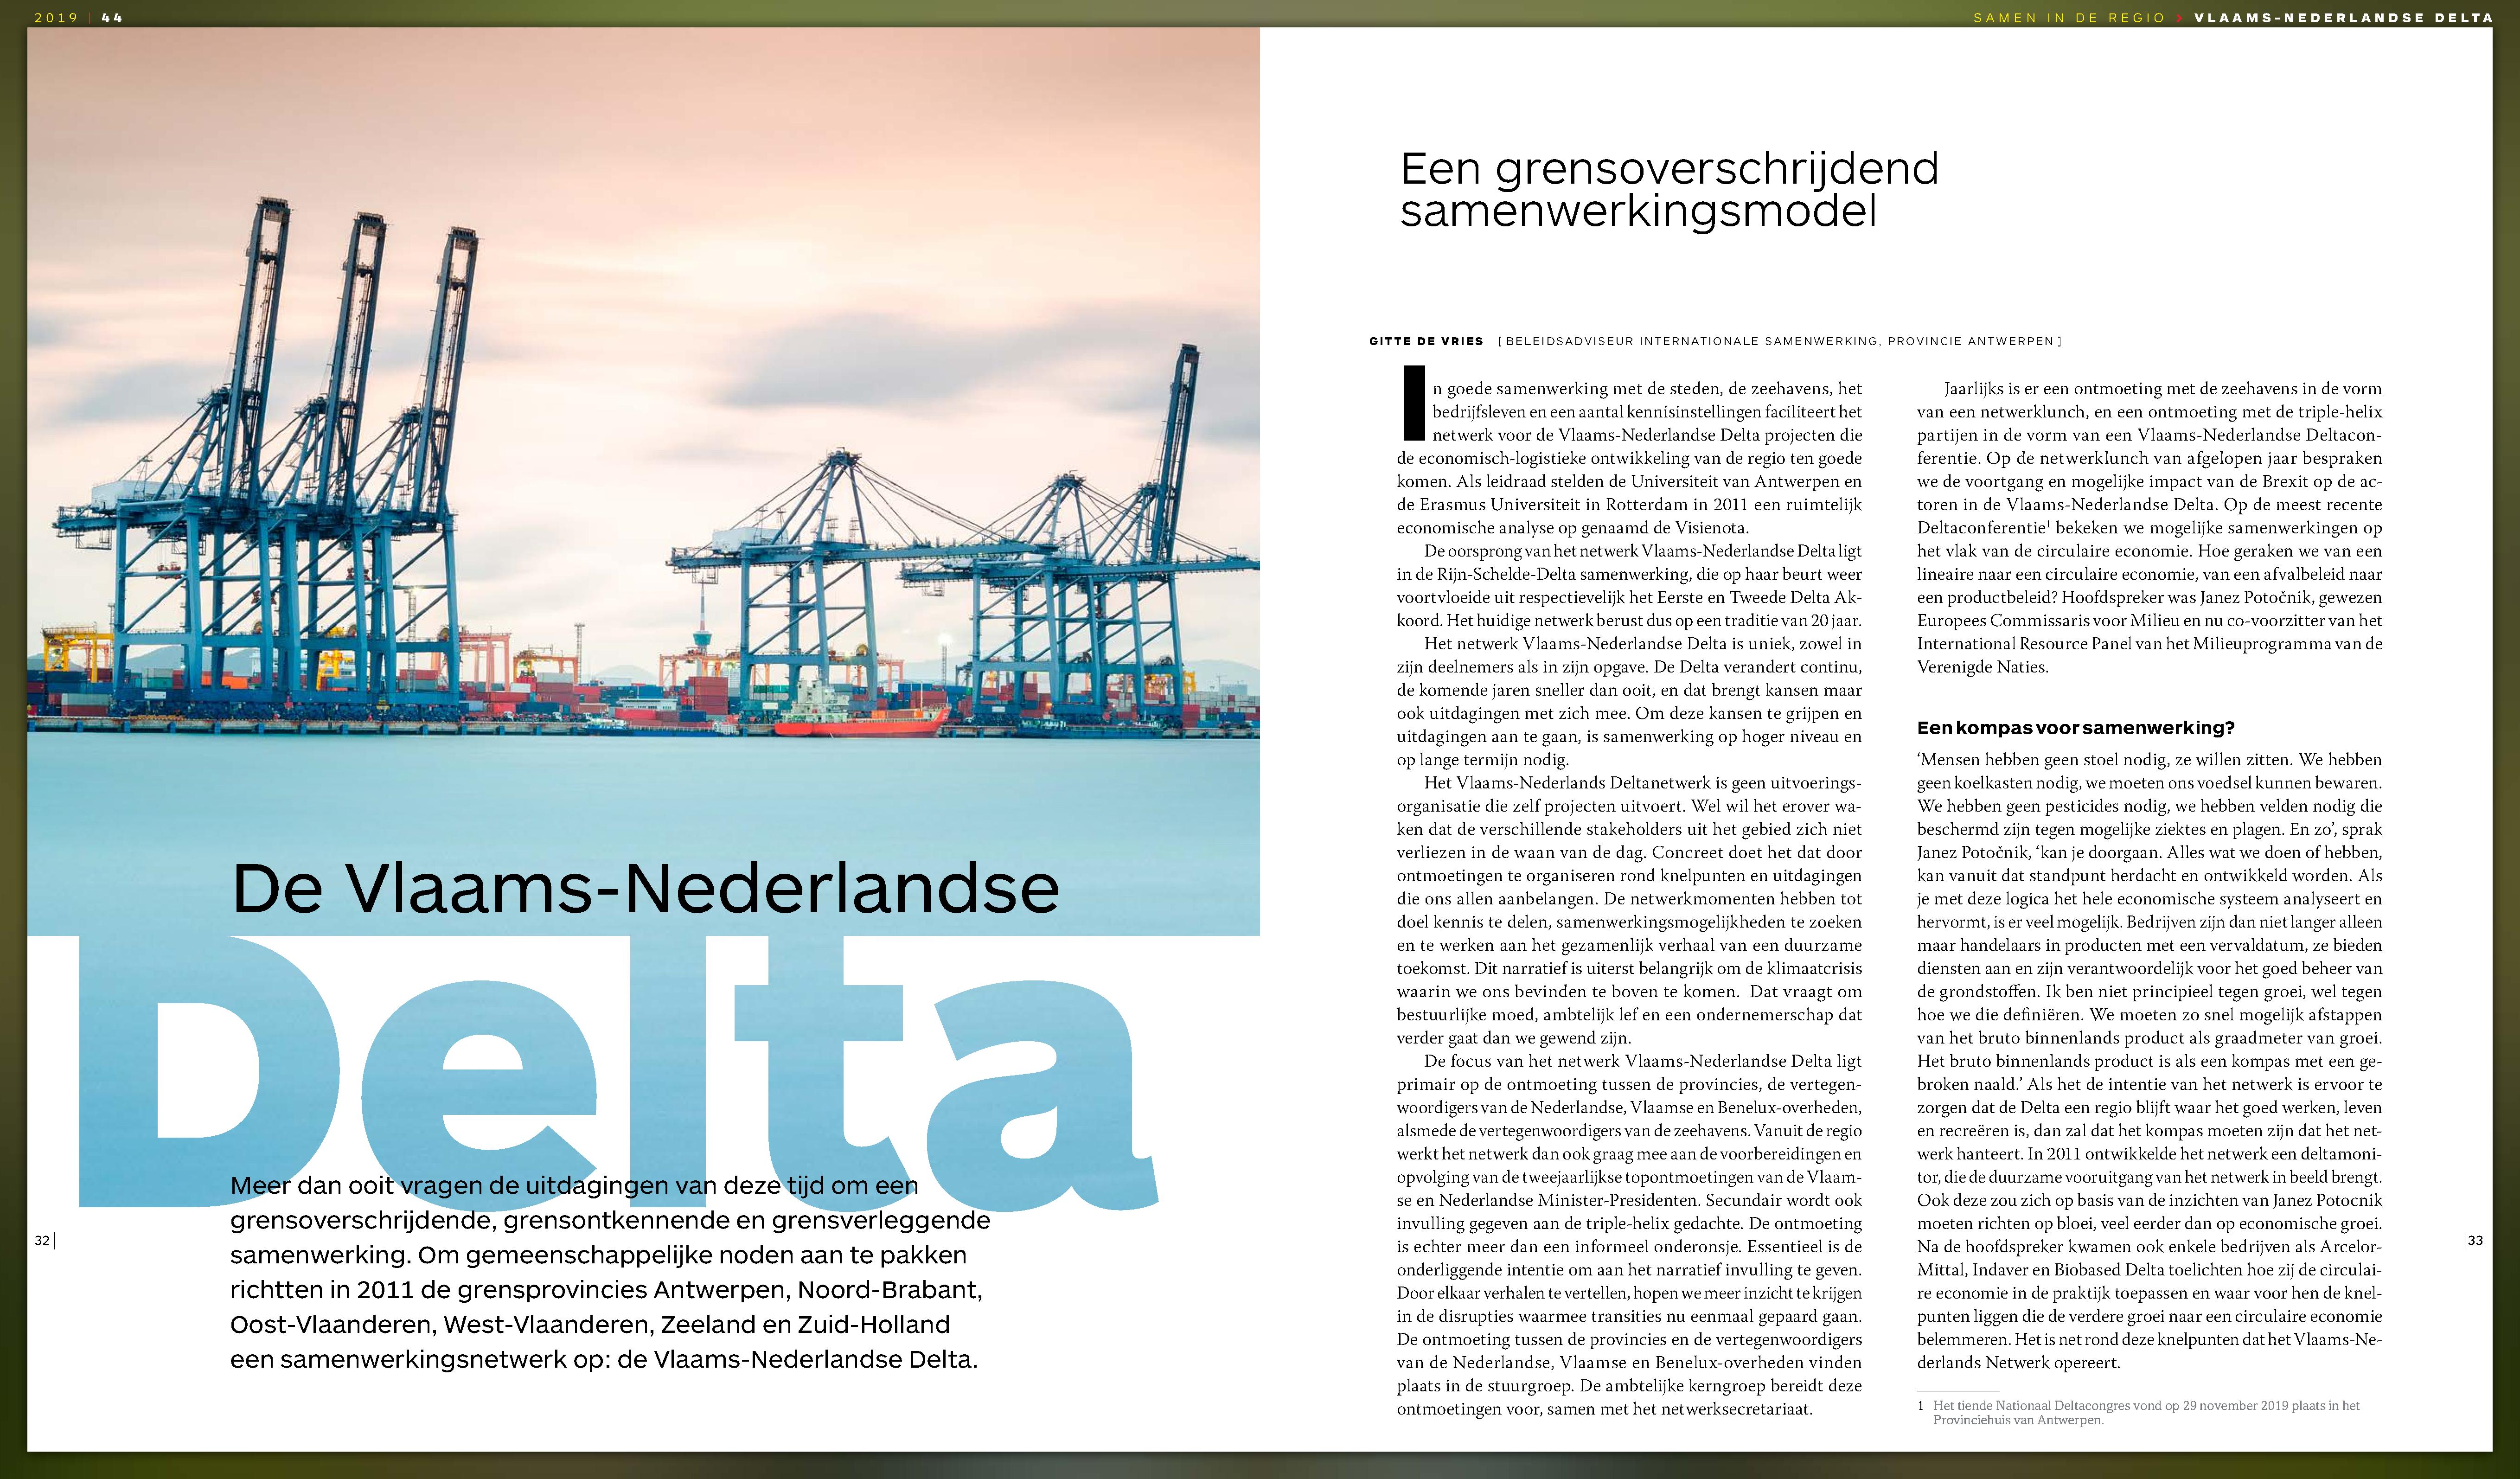 2019 | 44
SAMEN IN DE REGIO > VLAAMS-NEDERLANDSE DELTA
De Vlaams-Nederlandse
Delta
Meer dan ooit vragen de uitdagingen van deze tijd om een
grensoverschrijdende, grensontkennende en grensverleggende
samenwerking. Om gemeenschappelijke noden aan te pakken
richtten in 2011 de grensprovincies Antwerpen, Noord-Brabant,
Oost-Vlaanderen, West-Vlaanderen, Zeeland en Zuid-Holland
een samenwerkingsnetwerk op: de Vlaams-Nederlandse Delta.
32
Een grensoverschrijdend
samenwerkingsmodel
GITTE DE VRIES [ BELEIDSADVISEUR INTERNATIONALE SAMENWERKING, PROVINCIE ANTWERPEN ]
In goede samenwerking met de steden, de zeehavens, het
bedrijfsleven en een aantal kennisinstellingen faciliteert het
netwerk voor de Vlaams-Nederlandse Delta projecten die
de economisch-logistieke ontwikkeling van de regio ten goede
komen. Als leidraad stelden de Universiteit van Antwerpen en
de Erasmus Universiteit in Rotterdam in 2011 een ruimtelijk
economische analyse op genaamd de Visienota.
De oorsprong van het netwerk Vlaams-Nederlandse Delta ligt
in de Rijn-Schelde-Delta samenwerking, die op haar beurt weer
voortvloeide uit respectievelijk het Eerste en Tweede Delta Ak-
koord. Het huidige netwerk berust dus op een traditie van 20 jaar.
Het netwerk Vlaams-Nederlandse Delta is uniek, zowel in
zijn deelnemers als in zijn opgave. De Delta verandert continu,
de komende jaren sneller dan ooit, en dat brengt kansen maar
ook uitdagingen met zich mee. Om deze kansen te grijpen en
uitdagingen aan te gaan, is samenwerking op hoger niveau en
op lange termijn nodig.
Het Vlaams-Nederlands Deltanetwerk is geen uitvoerings-
organisatie die zelf projecten uitvoert. Wel wil het erover wa-
ken dat de verschillende stakeholders uit het gebied zich niet
verliezen in de waan van de dag. Concreet doet het dat door
ontmoetingen te organiseren rond knelpunten en uitdagingen
die ons allen aanbelangen. De netwerkmomenten hebben tot
doel kennis te delen, samenwerkingsmogelijkheden te zoeken
en te werken aan het gezamenlijk verhaal van een duurzame
toekomst. Dit narratief is uiterst belangrijk om de klimaatcrisis
waarin we ons bevinden te boven te komen. Dat vraagt om
bestuurlijke moed, ambtelijk lef en een ondernemerschap dat
verder gaat dan we gewend zijn.
De focus van het netwerk Vlaams-Nederlandse Delta ligt
primair op de ontmoeting tussen de provincies, de vertegen-
woordigers van de Nederlandse, Vlaamse en Benelux-overheden,
alsmede de vertegenwoordigers van de zeehavens. Vanuit de regio
werkt het netwerk dan ook graag mee aan de voorbereidingen en
opvolging van de tweejaarlijkse topontmoetingen van de Vlaam-
se en Nederlandse Minister-Presidenten. Secundair wordt ook
invulling gegeven aan de triple-helix gedachte. De ontmoeting
is echter meer dan een informeel onderonsje. Essentieel is de
onderliggende intentie om aan het narratief invulling te geven.
Door elkaar verhalen te vertellen, hopen we meer inzicht te krijgen
in de disrupties waarmee transities nu eenmaal gepaard gaan.
De ontmoeting tussen de provincies en de vertegenwoordigers
van de Nederlandse, Vlaamse en Benelux-overheden vinden
plaats in de stuurgroep. De ambtelijke kerngroep bereidt deze
ontmoetingen voor, samen met het netwerksecretariaat.
Jaarlijks is er een ontmoeting met de zeehavens in de vorm
van een netwerklunch, en een ontmoeting met de triple-helix
partijen in de vorm van een Vlaams-Nederlandse Deltacon-
ferentie. Op de netwerklunch van afgelopen jaar bespraken
we de voortgang en mogelijke impact van de Brexit op de ac-
toren in de Vlaams-Nederlandse Delta. Op de meest recente
Deltaconferentie¹ bekeken we mogelijke samenwerkingen op
het vlak van de circulaire economie. Hoe geraken we van een
lineaire naar een circulaire economie, van een afvalbeleid naar
een productbeleid? Hoofdspreker was Janez Potočnik, gewezen
Europees Commissaris voor Milieu en nu co-voorzitter van het
International Resource Panel van het Milieuprogramma van de
Verenigde Naties.
Een kompas voor samenwerking?
‘Mensen hebben geen stoel nodig, ze willen zitten. We hebben
geen koelkasten nodig, we moeten ons voedsel kunnen bewaren.
We hebben geen pesticides nodig, we hebben velden nodig die
beschermd zijn tegen mogelijke ziektes en plagen. En zo’, sprak
Janez Potočnik, ‘kan je doorgaan. Alles wat we doen of hebben,
kan vanuit dat standpunt herdacht en ontwikkeld worden. Als
je met deze logica het hele economische systeem analyseert en
hervormt, is er veel mogelijk. Bedrijven zijn dan niet langer alleen
maar handelaars in producten met een vervaldatum, ze bieden
diensten aan en zijn verantwoordelijk voor het goed beheer van
de grondstoffen. Ik ben niet principieel tegen groei, wel tegen
hoe we die definiëren. We moeten zo snel mogelijk afstappen
van het bruto binnenlands product als graadmeter van groei.
Het bruto binnenlands product is als een kompas met een ge-
broken naald.’ Als het de intentie van het netwerk is ervoor te
zorgen dat de Delta een regio blijft waar het goed werken, leven
en recreëren is, dan zal dat het kompas moeten zijn dat het net-
werk hanteert. In 2011 ontwikkelde het netwerk een deltamoni-
tor, die de duurzame vooruitgang van het netwerk in beeld brengt.
Ook deze zou zich op basis van de inzichten van Janez Potocnik
moeten richten op bloei, veel eerder dan op economische groei.
Na de hoofdspreker kwamen ook enkele bedrijven als Arcelor-
Mittal, Indaver en Biobased Delta toelichten hoe zij de circulai-
re economie in de praktijk toepassen en waar voor hen de knel-
punten liggen die de verdere groei naar een circulaire economie
belemmeren. Het is net rond deze knelpunten dat het Vlaams-Ne-
derlands Netwerk opereert.
1 Het tiende Nationaal Deltacongres vond op 29 november 2019 plaats in het
Provinciehuis van Antwerpen.
33